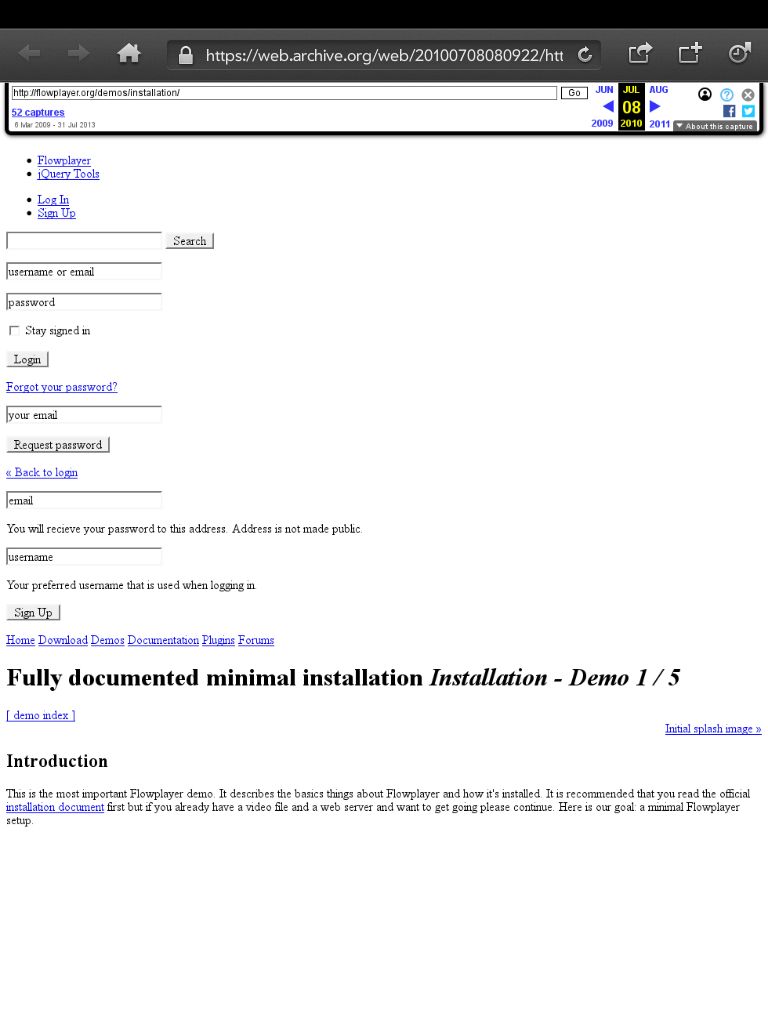 https://web.archive.org/web/20100708080922/htt
http://flowplayer.org/demos/installation/
Go
JUN JUL AUG
52 captures
08
6 Mar 2009 - 31 Jul 2013
2009 2010 2011
About this capture
Flowplayer
jQuery Tools
Log In
Sign Up
Search
username or email
password
Stay signed in
Login
Forgot your password?
your email
Request password
« Back to login
email
You will recieve your password to this address. Address is not made public.
username
Your preferred username that is used when logging in.
Sign Up
Home Download Demos Documentation Plugins Forums
Fully documented minimal installation Installation - Demo 1 / 5
[ demo index ]
Initial splash image »
Introduction
This is the most important Flowplayer demo. It describes the basics things about Flowplayer and how it's installed. It is recommended that you read the official
installation document first but if you already have a video file and a web server and want to get going please continue. Here is our goal: a minimal Flowplayer
setup.